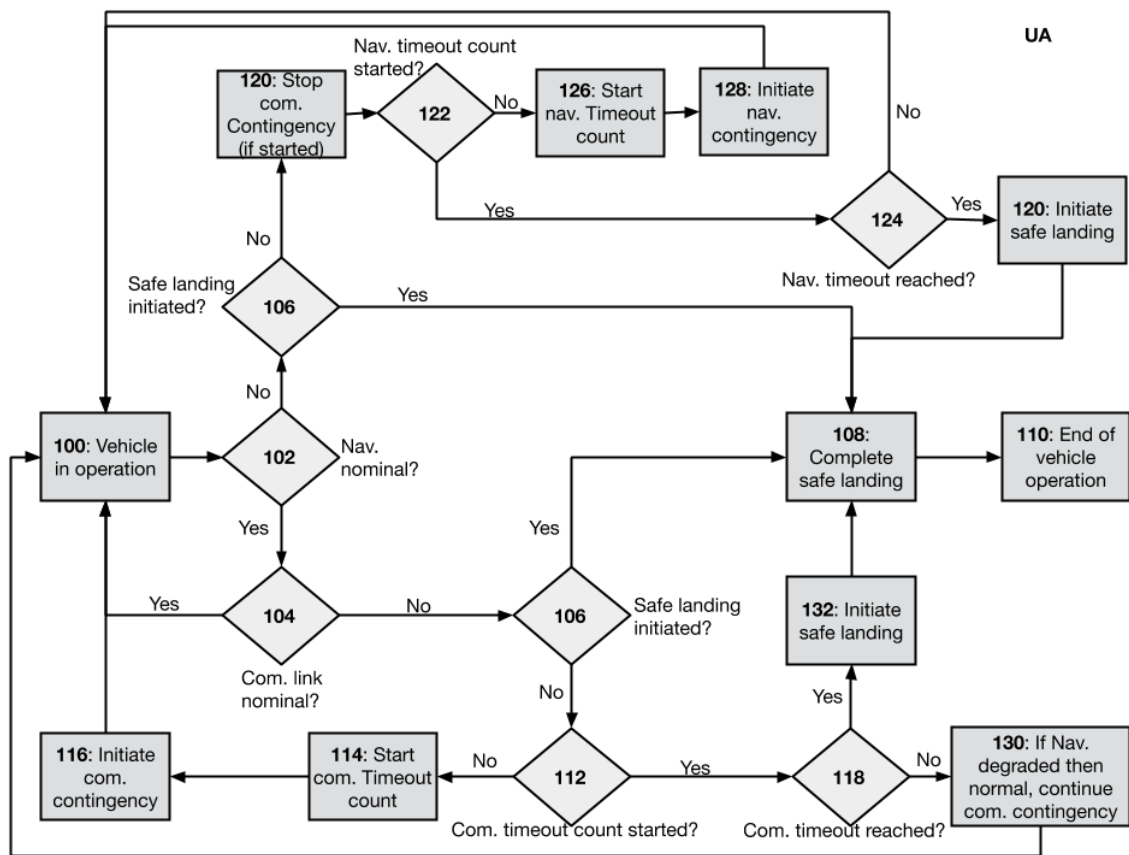 UA
Nav. timeout count
started?
120: Stop
com.
Contingency
(if started)
122
No
126: Start
nav. Timeout
count
128: Initiate
nav.
contingency
No
Yes
124
Yes
120: Initiate
safe landing
Nav. timeout reached?
No
Safe landing
initiated?
106
Yes
No
100: Vehicle
in operation
102
Nav.
nominal?
108:
Complete
safe landing
110: End of
vehicle
operation
Yes
Yes
Yes
104
No
106
Safe landing
initiated?
132: Initiate
safe landing
Com. link
nominal?
No
Yes
116: Initiate
com.
contingency
114: Start
com. Timeout
count
No
112
Yes
118
No
130: If Nav.
degraded then
normal, continue
com. contingency
Com. timeout count started?
Com. timeout reached?